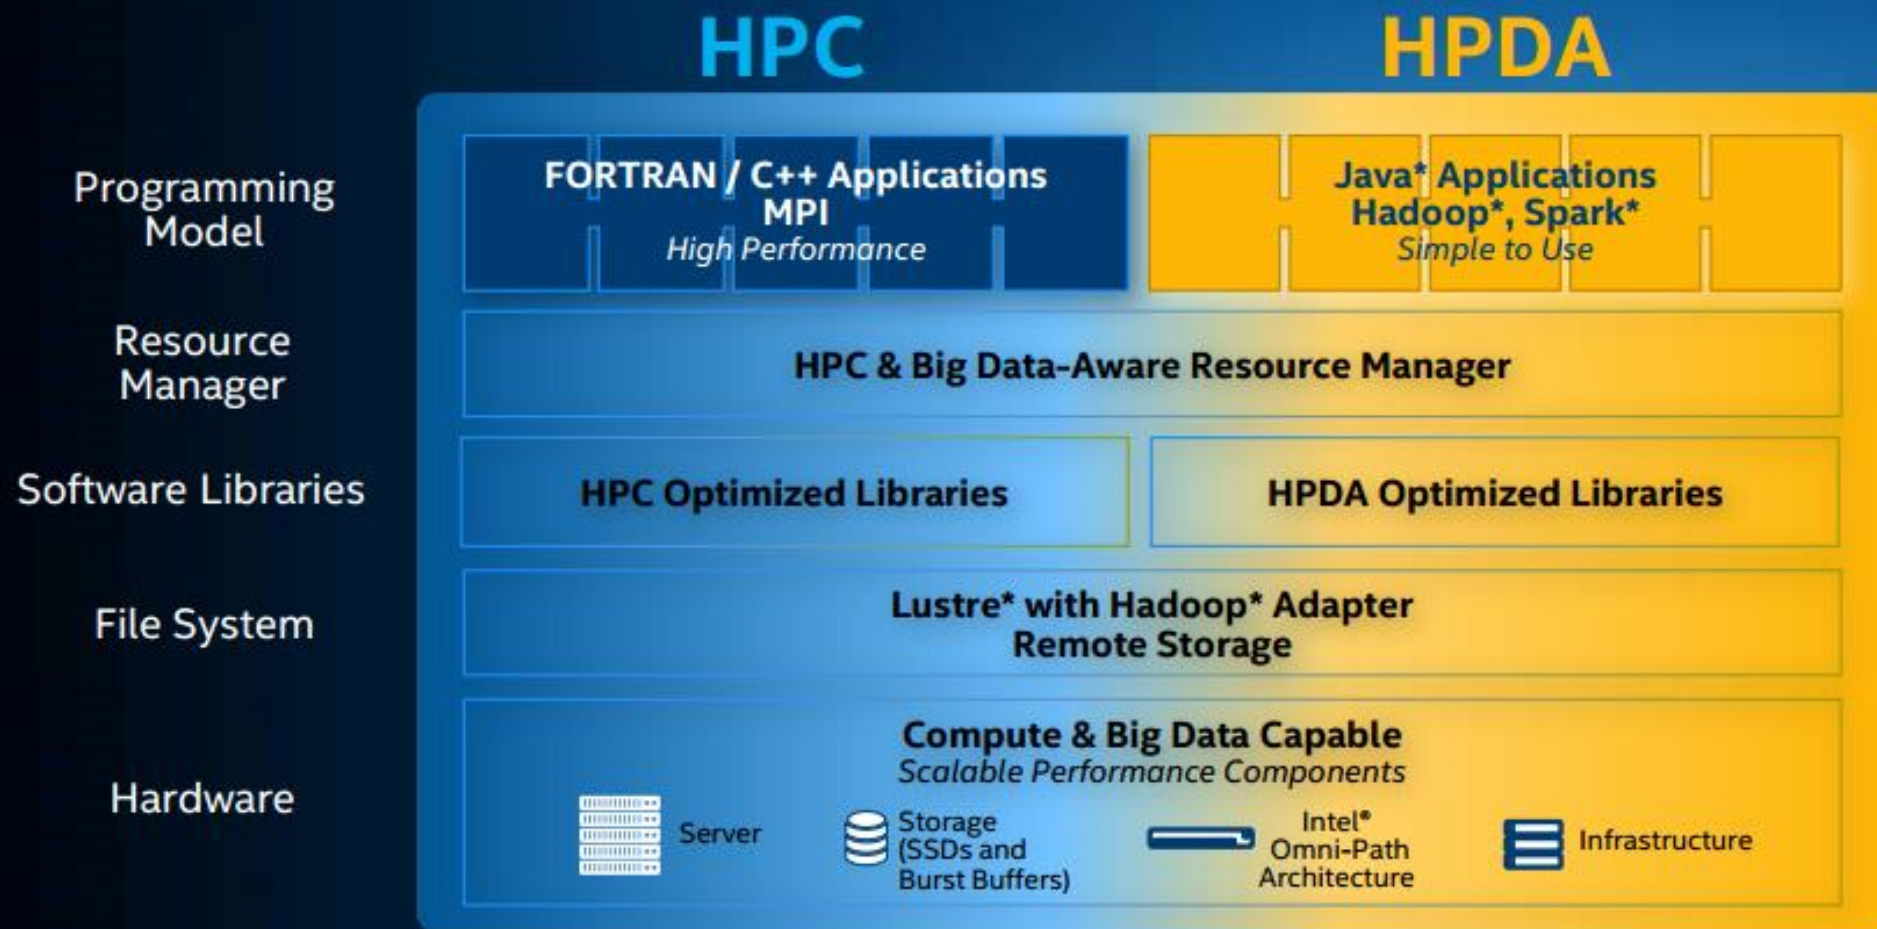 HPC
HPDA
Programming
Model
FORTRAN / C++ Applications
MPI
High Performance
Java* Applications
Hadoop*, Spark*
Simple to Use
Resource
Manager
HPC & Big Data-Aware Resource Manager
Software Libraries
HPC Optimized Libraries
HPDA Optimized Libraries
File System
Lustre* with Hadoop* Adapter
Remote Storage
Hardware
Compute & Big Data Capable
Scalable Performance Components
Server
Storage
(SSDs and
Burst Buffers)
Intel®
Omni-Path
Architecture
Infrastructure